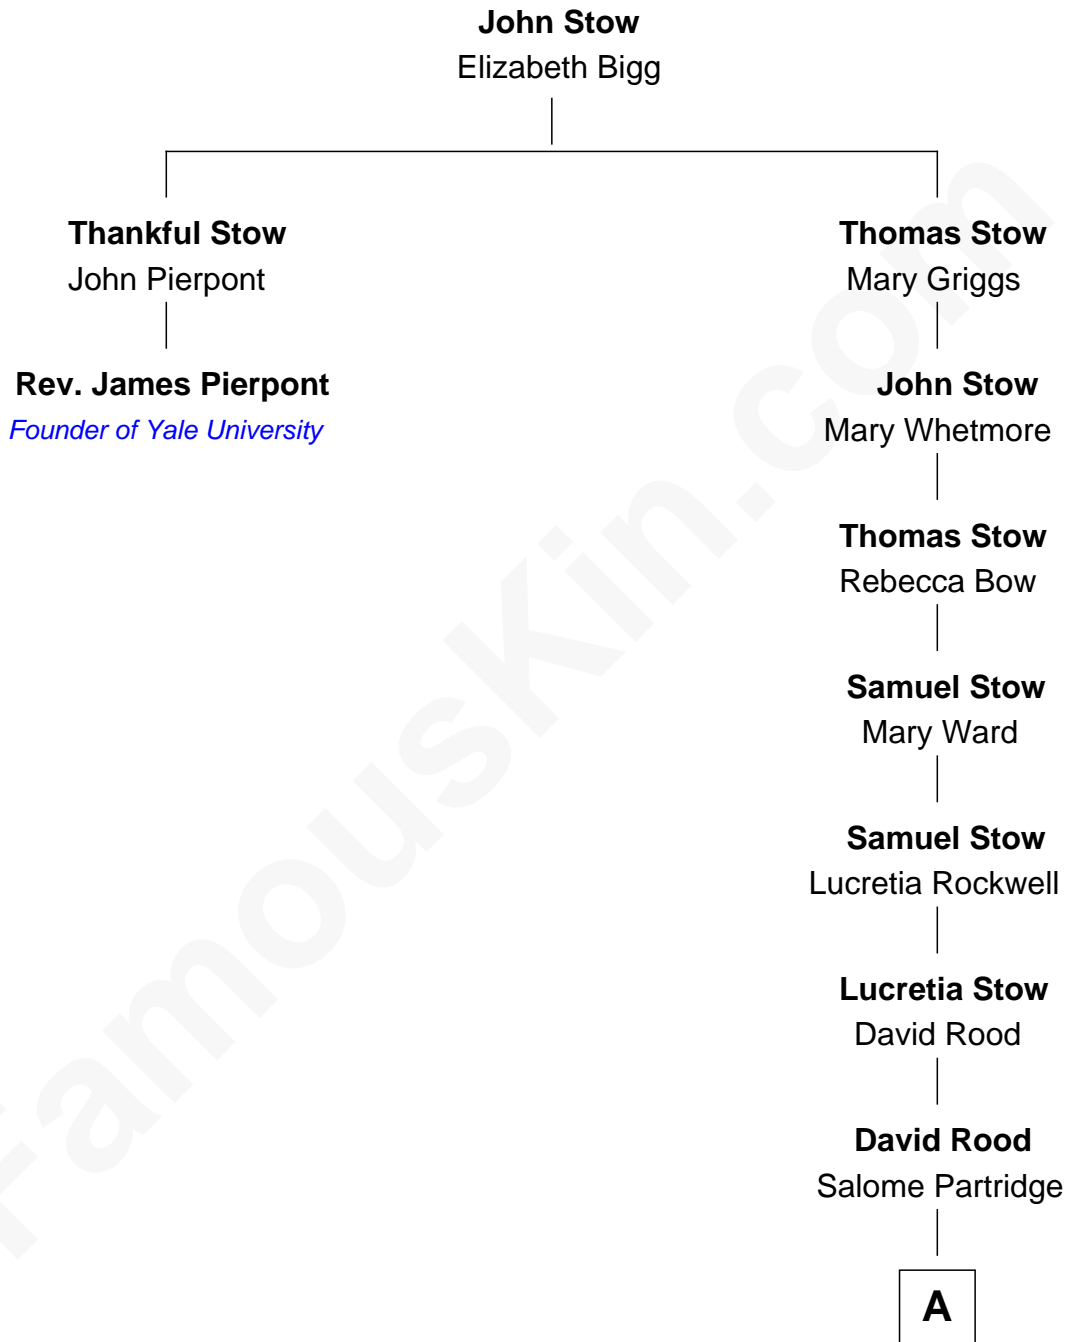 John Stow
Elizabeth Bigg
Thankful Stow
John Pierpont
Rev. James Pierpont
Founder of Yale University
Thomas Stow
Mary Griggs
John Stow
Mary Whetmore
Thomas Stow
Rebecca Bow
Samuel Stow
Mary Ward
Samuel Stow
Lucretia Rockwell
Lucretia Stow
David Rood
David Rood
Salome Partridge
A
FamousKin.com